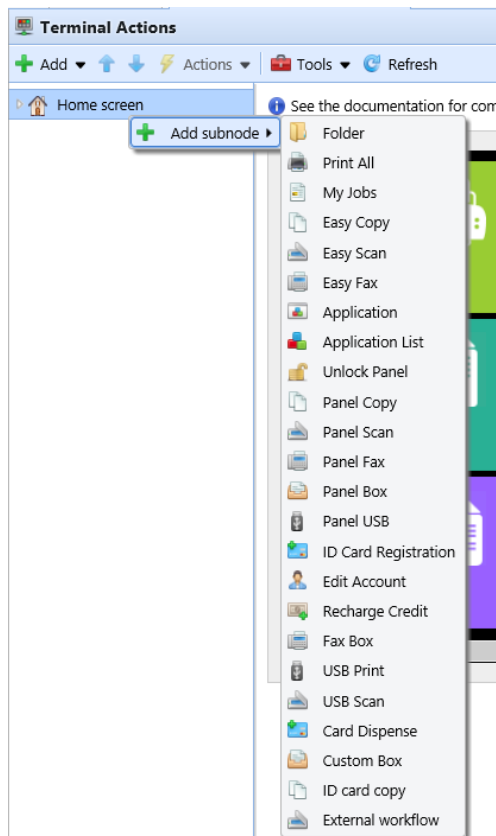 Terminal Actions
Add Actions Tools Refresh
Home screen
See the documentation for com
Add subnode
Folder
Print All
My Jobs
Easy Copy
Easy Scan
Easy Fax
Application
Application List
Unlock Panel
Panel Copy
Panel Scan
Panel Fax
Panel Box
Panel USB
ID Card Registration
Edit Account
Recharge Credit
Fax Box
USB Print
USB Scan
Card Dispense
Custom Box
ID card copy
External workflow